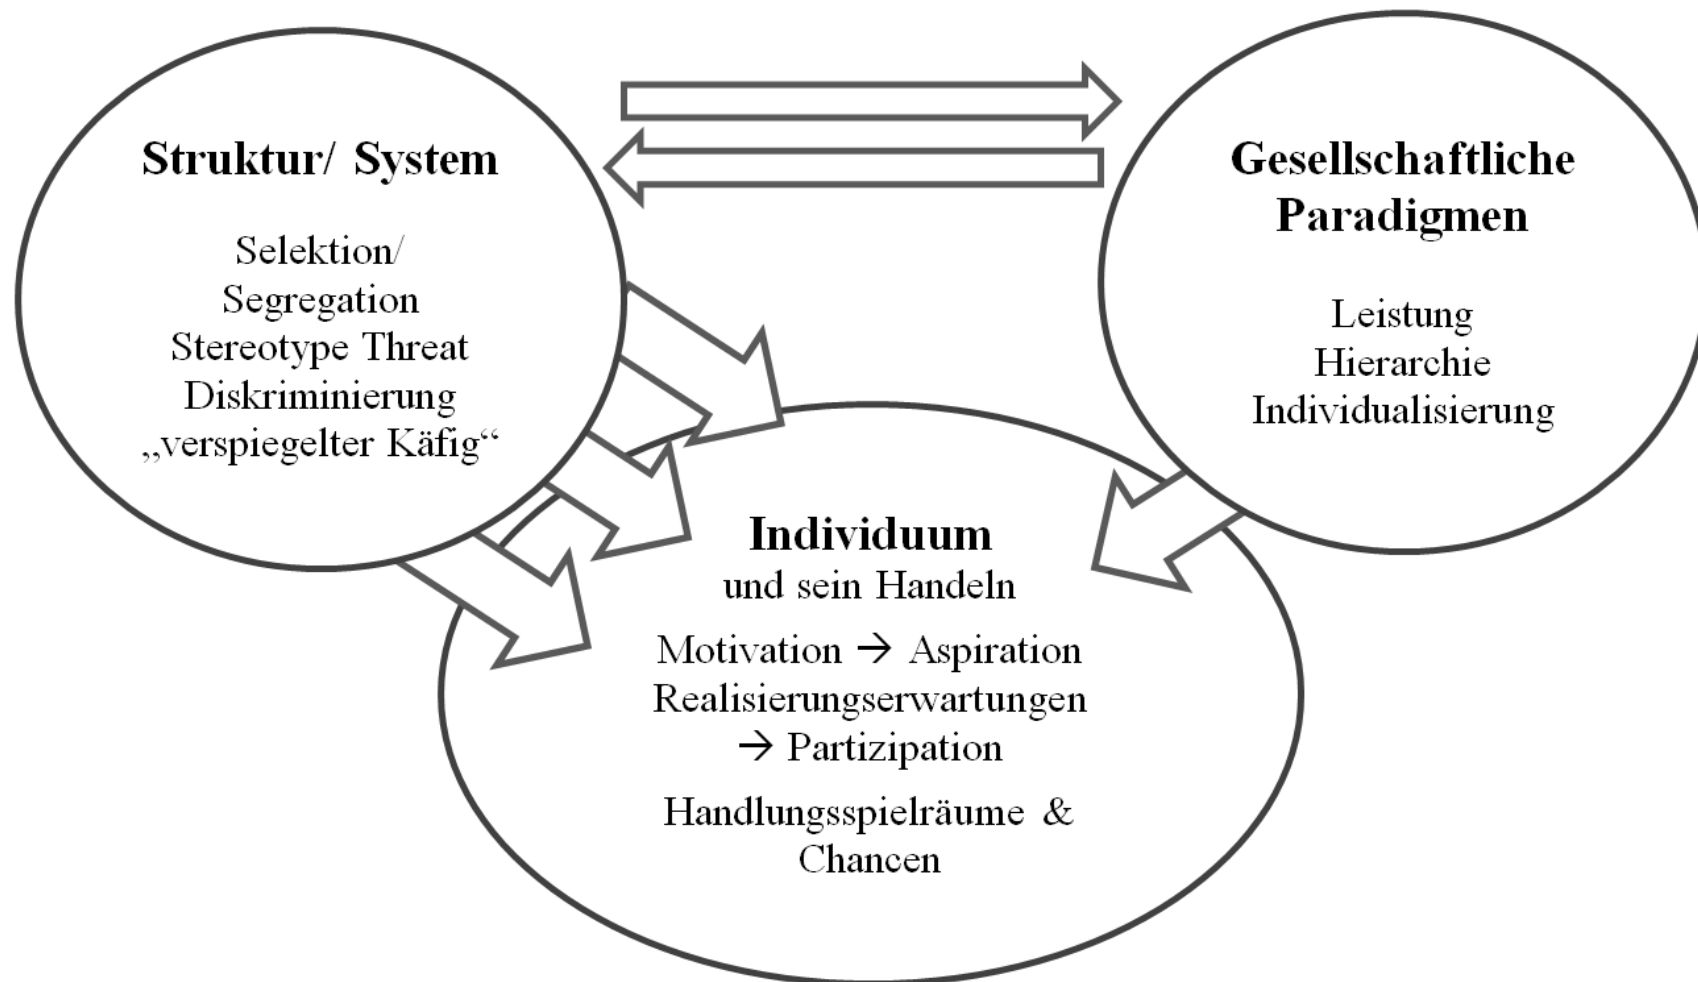 Struktur/ System
Selektion/
Segregation
Stereotype Threat
Diskriminierung
„verspiegelter Käfig“
Gesellschaftliche
Paradigmen
Leistung
Hierarchie
Individualisierung
Individuum
und sein Handeln
Motivation → Aspiration
Realisierungserwartungen
→ Partizipation
Handlungsspielräume &
Chancen